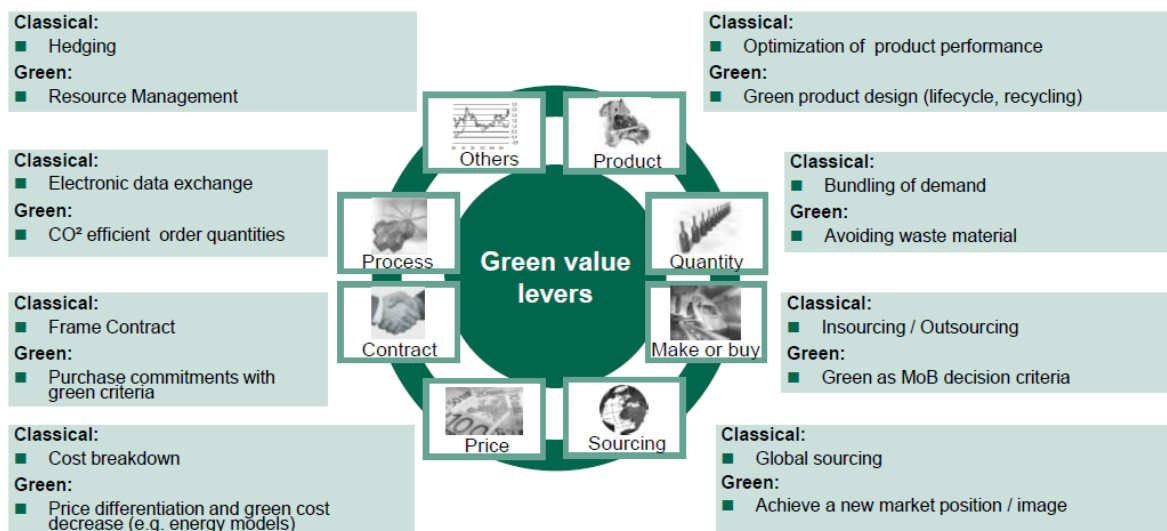 Classical:
■ Hedging
Green:
■ Resource Management
Classical:
■ Optimization of product performance
Green:
■ Green product design (lifecycle, recycling)
Others
Product
Classical:
■ Electronic data exchange
Green:
■ CO² efficient order quantities
Classical:
■ Bundling of demand
Green:
■ Avoiding waste material
Process
Quantity
Green value
levers
Classical:
■ Frame Contract
Green:
■ Purchase commitments with
green criteria
Contract
Make or buy
Classical:
■ Insourcing / Outsourcing
Green:
■ Green as MoB decision criteria
Classical:
■ Cost breakdown
Green:
■ Price differentiation and green cost
decrease (e.g. energy models)
Price
Sourcing
Classical:
■ Global sourcing
Green:
■ Achieve a new market position / image